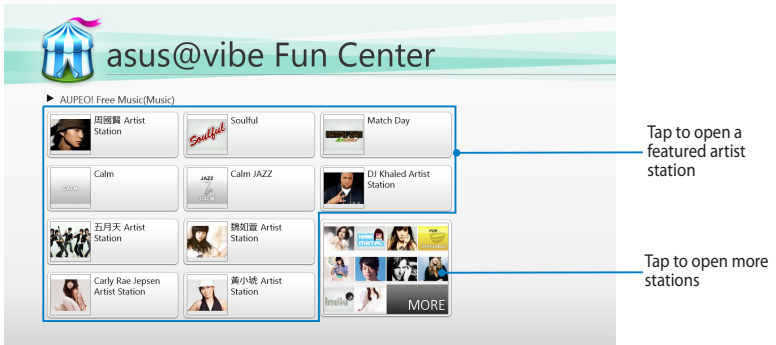 asus@vibe Fun Center
AUPEO! Free Music(Music)
周國賢 Artist
Station
Soulful
Soulful
Match Day
Calm
CALM
Calm JAZZ
JAZZ
CALM
DJ Khaled Artist
Station
五月天 Artist
Station
魏如萱 Artist
Station
Carly Rae Jepsen
Artist Station
黃小琥 Artist
Station
METAL
POP
Indie
MORE
Tap to open a
featured artist
station
Tap to open more
stations